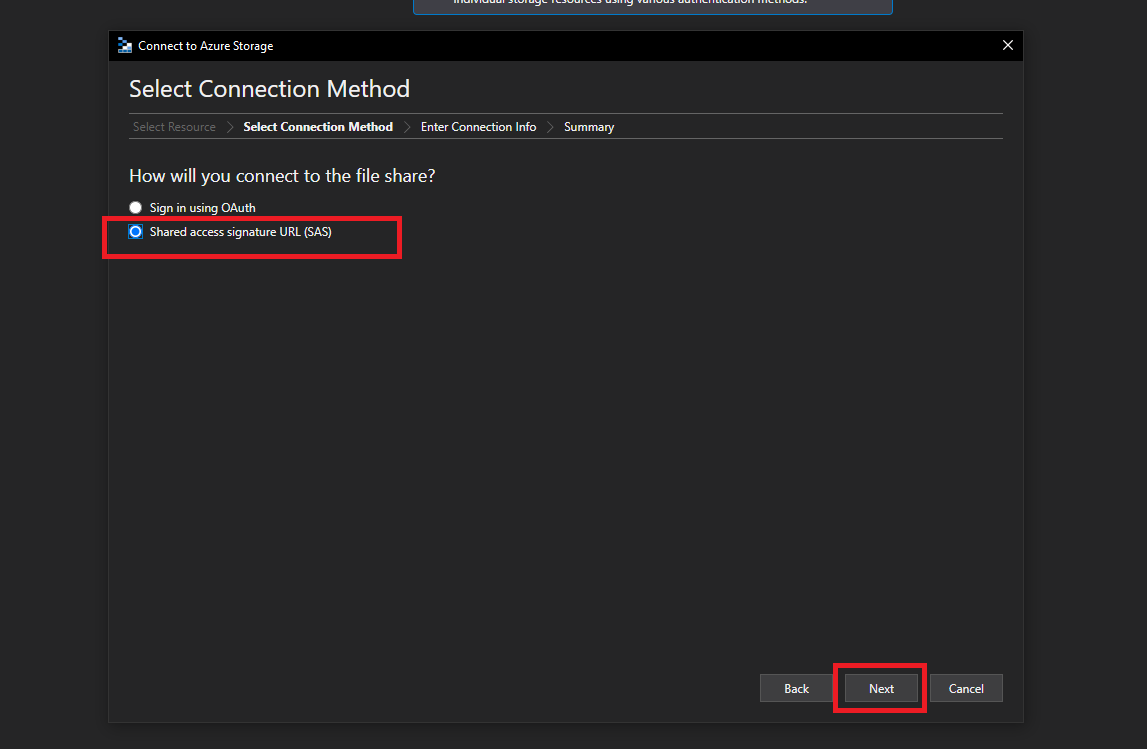 individual storage resources using various authentication methods.
Connect to Azure Storage
Select Connection Method
Select Resource
Select Connection Method
Enter Connection Info
Summary
How will you connect to the file share?
Sign in using OAuth
Shared access signature URL (SAS)
Back
Next
Cancel